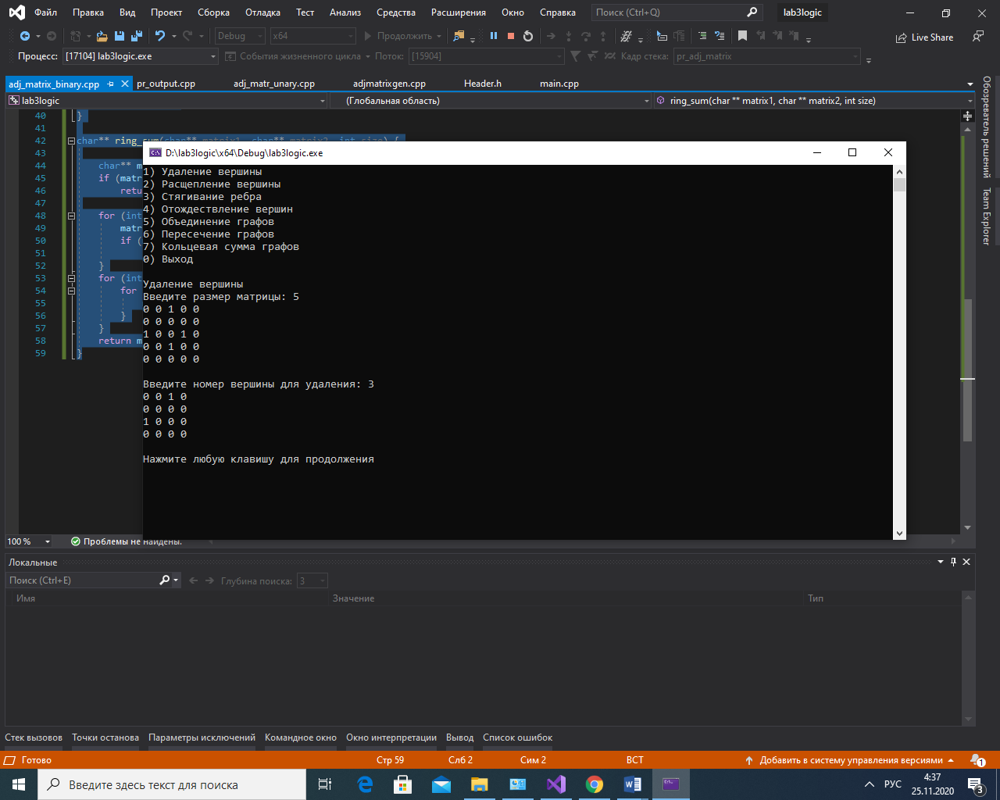 Файл Правка Вид Проект Сборка Отладка Тест Анализ Средства Расширения Окно Справка Поиск (Ctrl+Q) lab3logic
Debug x64 Продолжить Live Share
Процесс: [17104] lab3logic.exe События жизненного цикла Поток: [15904] Кадр стека: pr_adj_matrix
adj_matrix_binary.cpp pr_output.cpp adj_matr_unary.cpp adjmatrixgen.cpp Header.h main.cpp
lab3logic (Глобальная область) ring_sum(char ** matrix1, char ** matrix2, int size)
40 }
41
42 char** ring_sum(char** matrix1, char** matrix2, int size) {
43
44 char** m
45 if (matr
46 retu
47
48 for (int
49 matr
50 if (
51
52 }
53 for (int
54 for
55
56 }
57 }
58 return m
59 }
D:\lab3logic\x64\Debug\lab3logic.exe
1) Удаление вершины
2) Расщепление вершины
3) Стягивание ребра
4) Отождествление вершин
5) Объединение графов
6) Пересечение графов
7) Кольцевая сумма графов
0) Выход
Удаление вершины
Введите размер матрицы: 5
0 0 1 0 0
0 0 0 0 0
1 0 0 1 0
0 0 1 0 0
0 0 0 0 0
Введите номер вершины для удаления: 3
0 0 1 0
0 0 0 0
1 0 0 0
0 0 0 0
Нажмите любую клавишу для продолжения
Обозреватель решений
Team Explorer
100 % Проблемы не найдены.
Локальные
Поиск (Ctrl+E) Глубина поиска: 3
Имя Значение Тип
Стек вызовов Точки останова Параметры исключений Командное окно Окно интерпретации Вывод Список ошибок
Готово Стр 59 Слб 2 Сим 2 ВСТ Добавить в систему управления версиями 1
Введите здесь текст для поиска РУС 4:37
25.11.2020 3